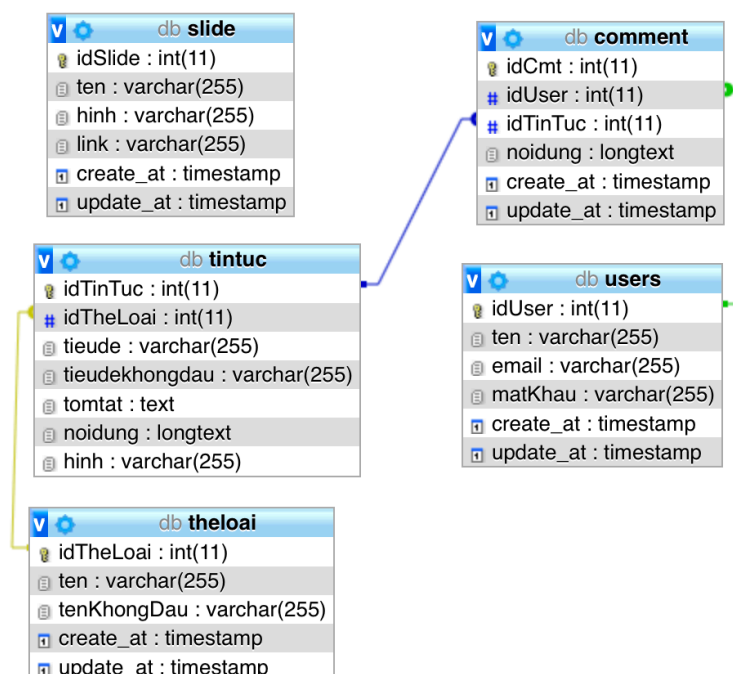 db slide
idSlide : int(11)
ten : varchar(255)
hinh : varchar(255)
link : varchar(255)
create_at : timestamp
update_at : timestamp
db comment
idCmt : int(11)
# idUser : int(11)
# idTinTuc : int(11)
noidung : longtext
create_at : timestamp
update_at : timestamp
db tintuc
idTinTuc : int(11)
# idTheLoai : int(11)
tieude : varchar(255)
tieudekhongdau : varchar(255)
tomtat : text
noidung : longtext
hinh : varchar(255)
db users
idUser : int(11)
ten : varchar(255)
email : varchar(255)
matKhau : varchar(255)
create_at : timestamp
update_at : timestamp
db theloai
idTheLoai : int(11)
ten : varchar(255)
tenKhongDau : varchar(255)
create_at : timestamp
update_at : timestamp